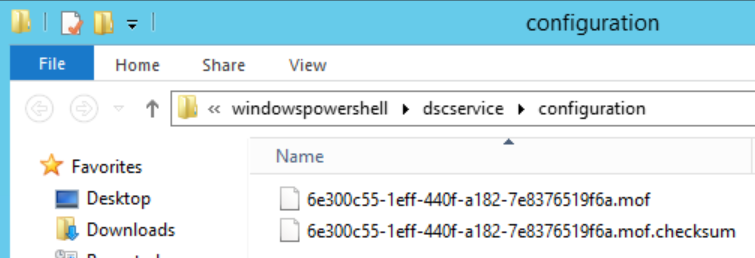 configuration
File Home Share View
« windowspowershell dscservice configuration
Name
Favorites
6e300c55-1eff-440f-a182-7e8376519f6a.mof
Desktop
6e300c55-1eff-440f-a182-7e8376519f6a.mof.checksum
Downloads